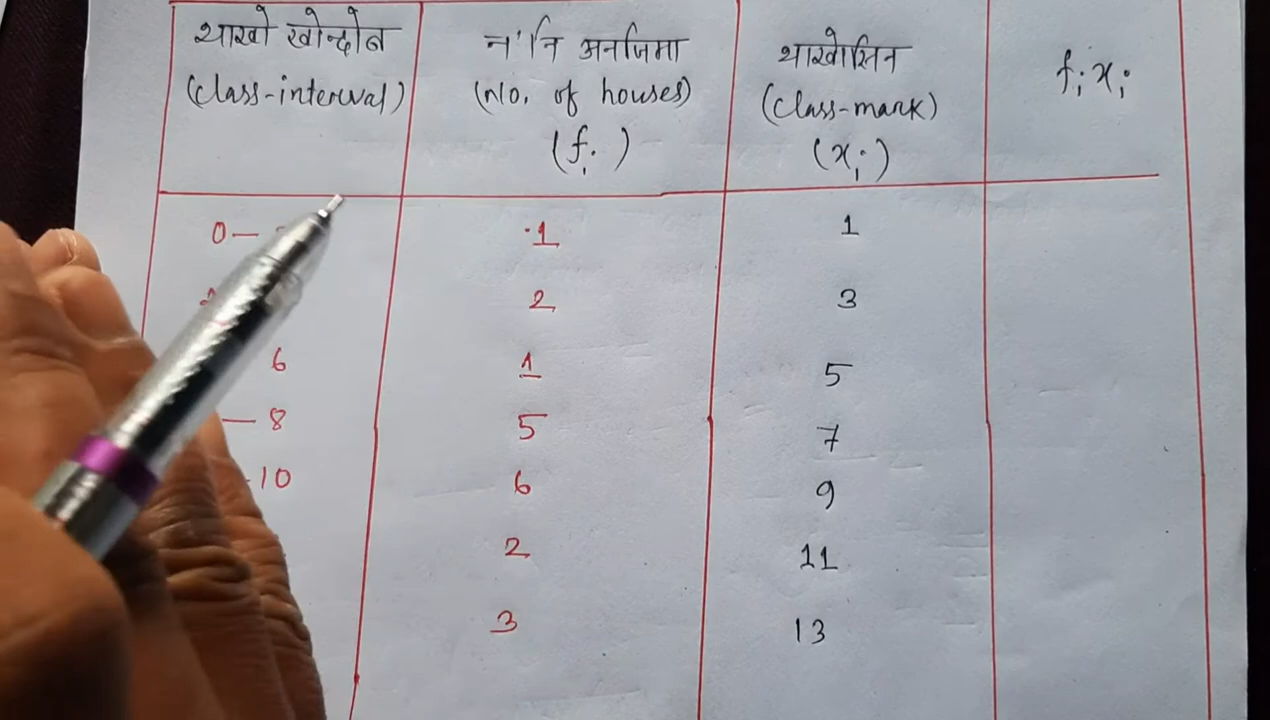 थाखो खोन्दोब
(class-interval)
न'नि अनजिमा
(No. of houses)
(fi)
थाखोसिन
(class-mark)
(xi)
fixi
0— 1 1
2 3
6 1 5
— 8 5 7
-10 6 9
2 11
3 13